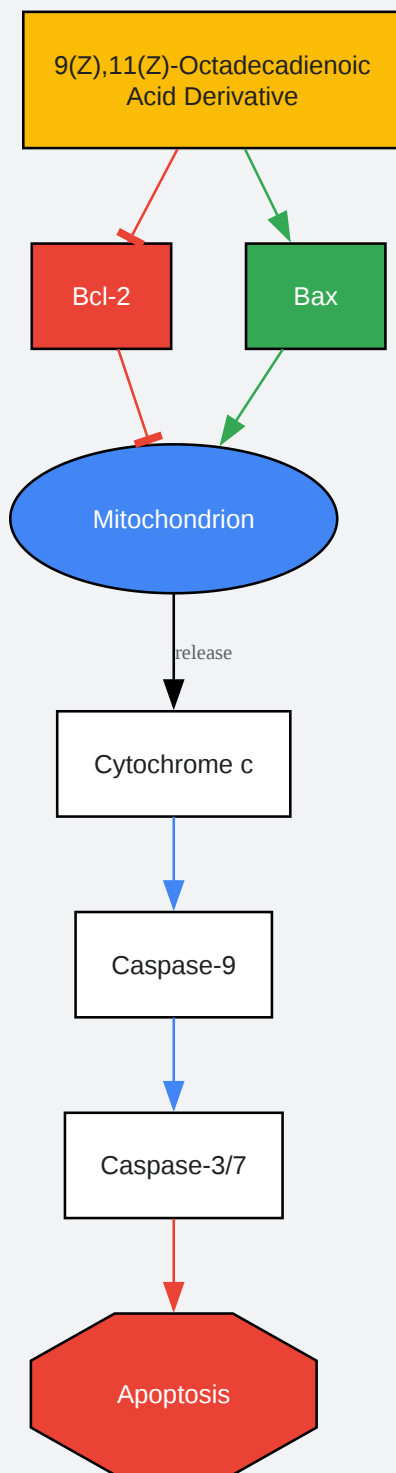 9(Z),11(Z)-Octadecadienoic
Acid Derivative
Bcl-2
Bax
Mitochondrion
release
Cytochrome c
Caspase-9
Caspase-3/7
Apoptosis